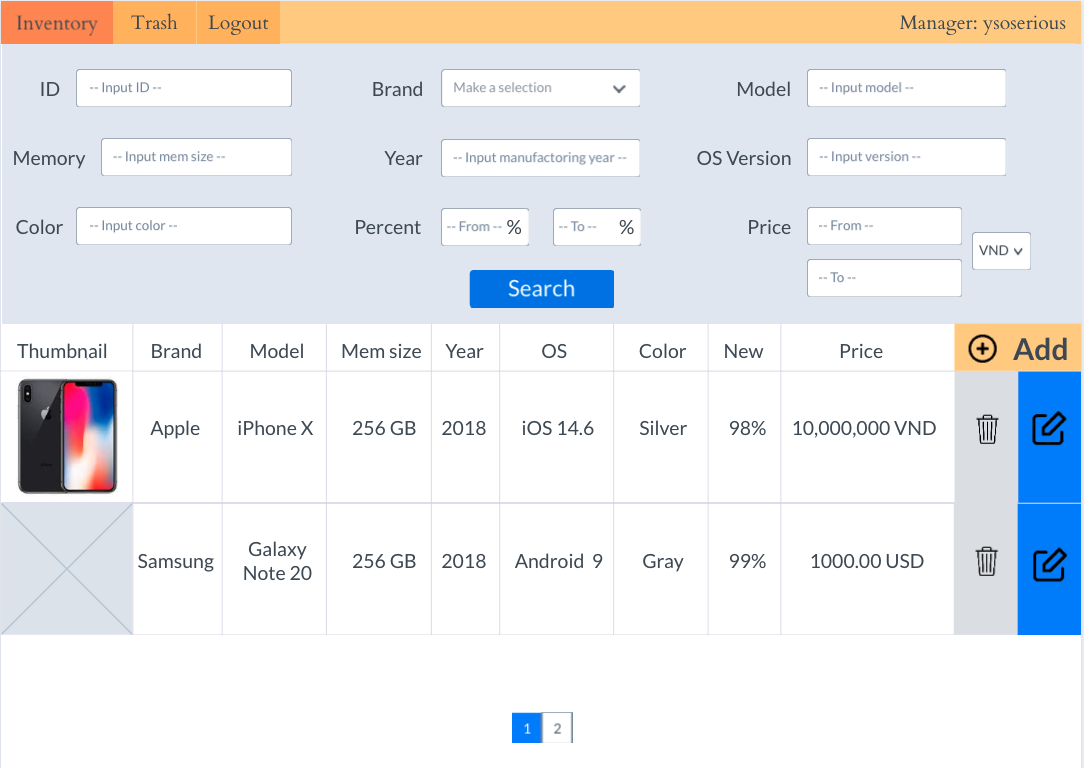 Inventory Trash Logout Manager: ysoserious
ID -- Input ID -- Brand Make a selection Model -- Input model --
Memory -- Input mem size -- Year -- Input manufactoring year -- OS Version -- Input version --
Color -- Input color -- Percent -- From -- % -- To -- % Price -- From --
VND
-- To --
Search
Thumbnail Brand Model Mem size Year OS Color New Price Add
Apple iPhone X 256 GB 2018 iOS 14.6 Silver 98% 10,000,000 VND
Samsung Galaxy Note 20 256 GB 2018 Android 9 Gray 99% 1000.00 USD
1 2